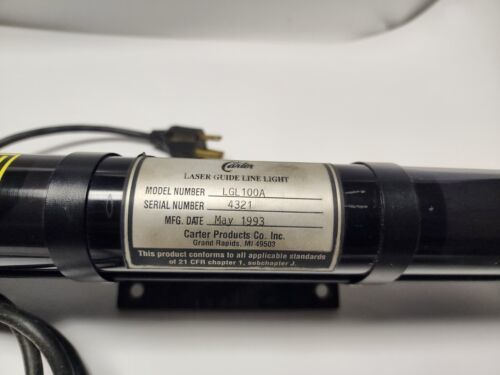 Carter
LASER GUIDE LINE LIGHT
MODEL NUMBER LGL100A
SERIAL NUMBER 4321
MFG. DATE May 1993
Carter Products Co. Inc.
Grand Rapids, MI 49503
This product conforms to all applicable standards
of 21 CFR chapter 1, subchapter J.